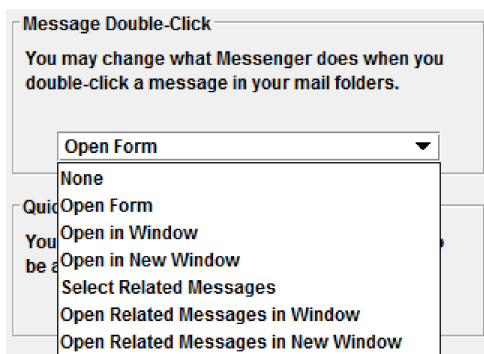 Message Double-Click
You may change what Messenger does when you
double-click a message in your mail folders.
Open Form
None
Open Form
Open in Window
Open in New Window
Select Related Messages
Open Related Messages in Window
Open Related Messages in New Window
You
be